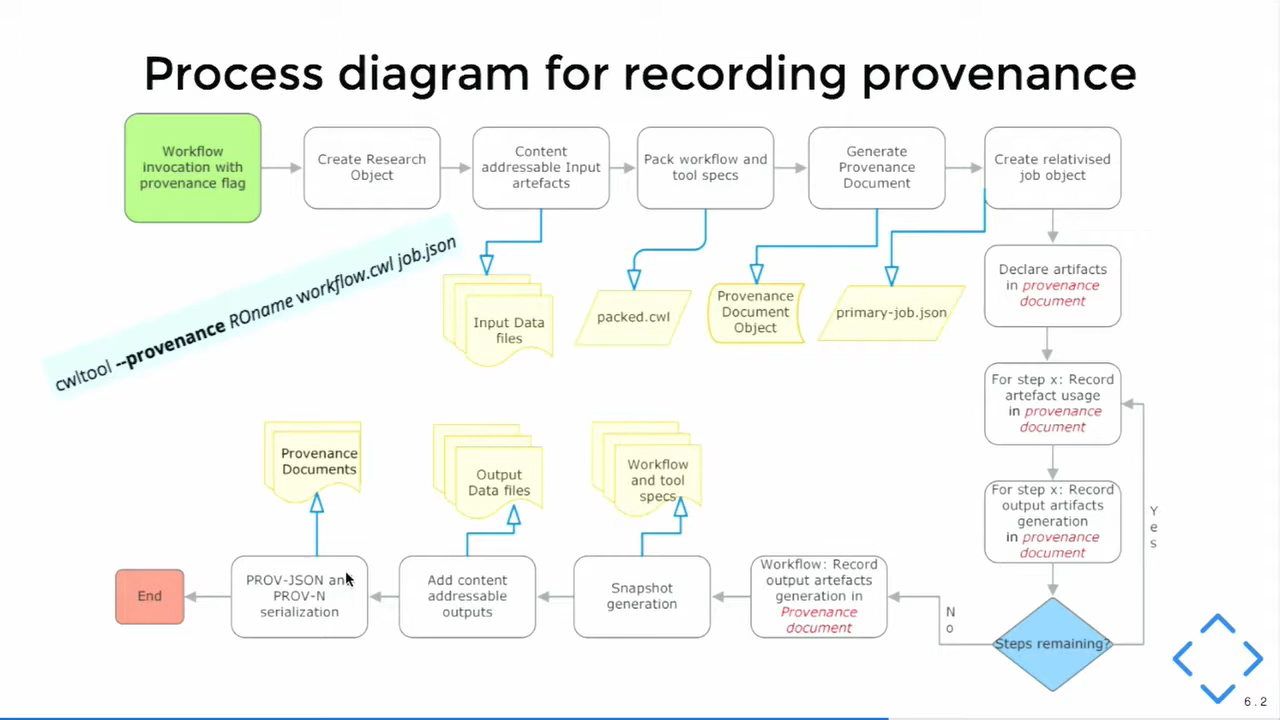 Process diagram for recording provenance
Workflow
invocation with
provenance flag
Create Research
Object
Content
addressable Input
artefacts
Pack workflow and
tool specs
Generate
Provenance
Document
Create relativised
job object
cwltool --provenance ROname workflow.cwl job.json
Input Data
files
packed.cwl
Provenance
Document
Object
primary-job.json
Declare artifacts
in provenance
document
For step x: Record
artefact usage
in provenance
document
For step x: Record
output artifacts
generation
in provenance
document
Yes
Steps remaining?
No
Workflow: Record
output artefacts
generation in
Provenance
document
Snapshot
generation
Workflow
and tool
specs
Add content
addressable
outputs
Output
Data files
PROV-JSON and
PROV-N
serialization
Provenance
Documents
End
6.2